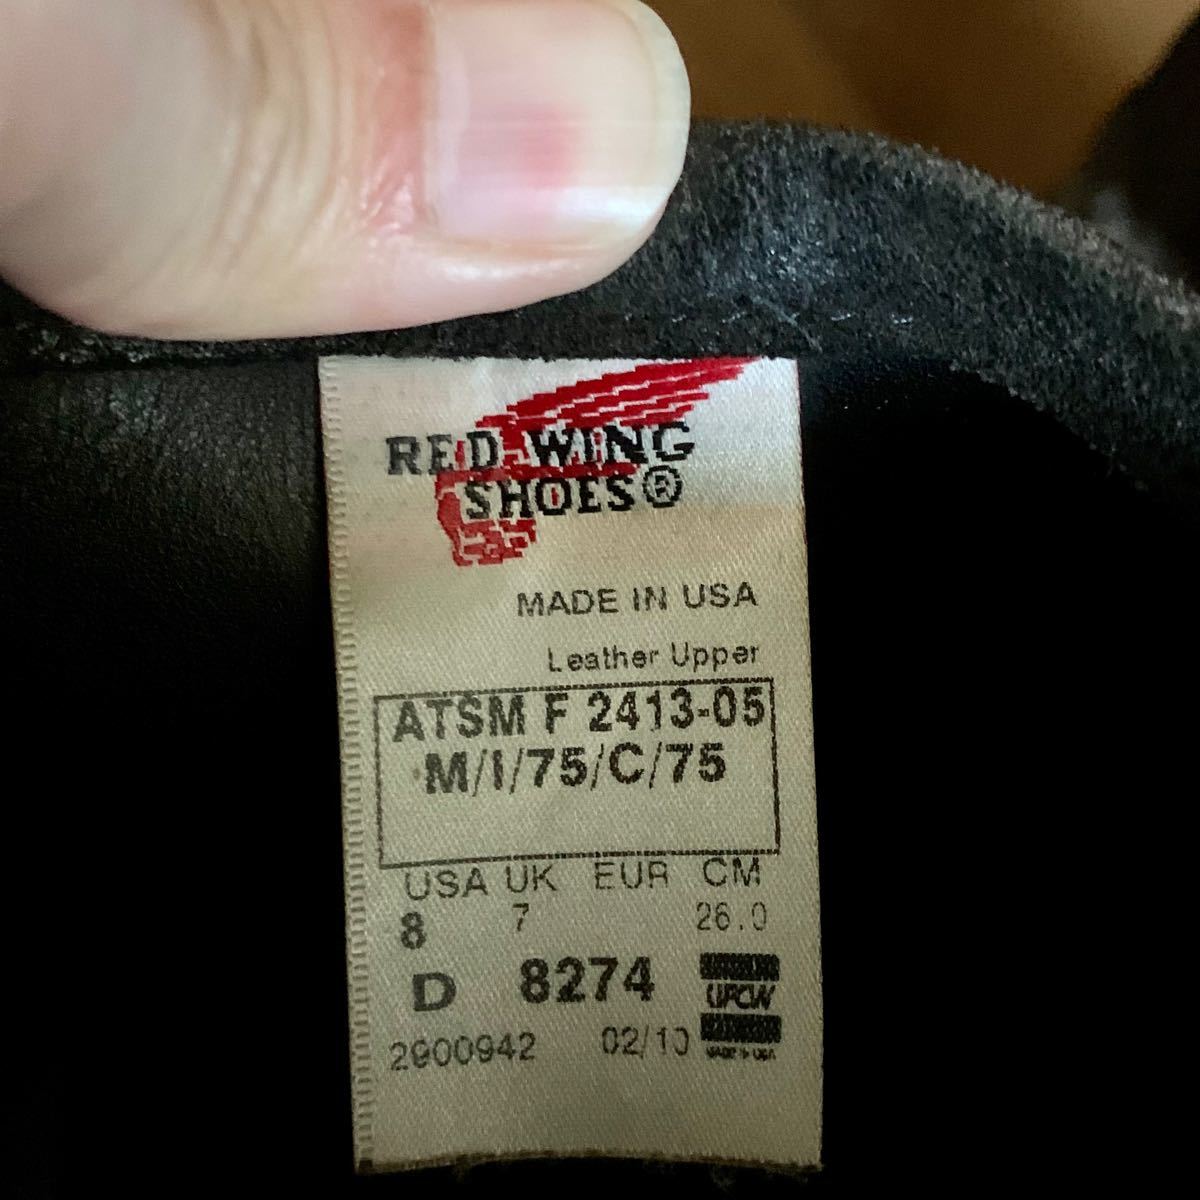 RED WING
SHOES®
MADE IN USA
Leather Upper
ATSM F 2413-05
M/I/75/C/75
USA UK EUR CM
8 7 26.0
D 8274
UFCW
2900942 02/10
MADE IN USA